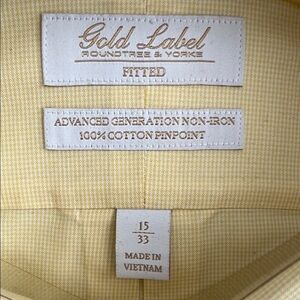 Gold Label
ROUNDTREE & YORKE
FITTED
ADVANCED GENERATION NON-IRON
100% COTTON PINPOINT
15
33
MADE IN
VIETNAM